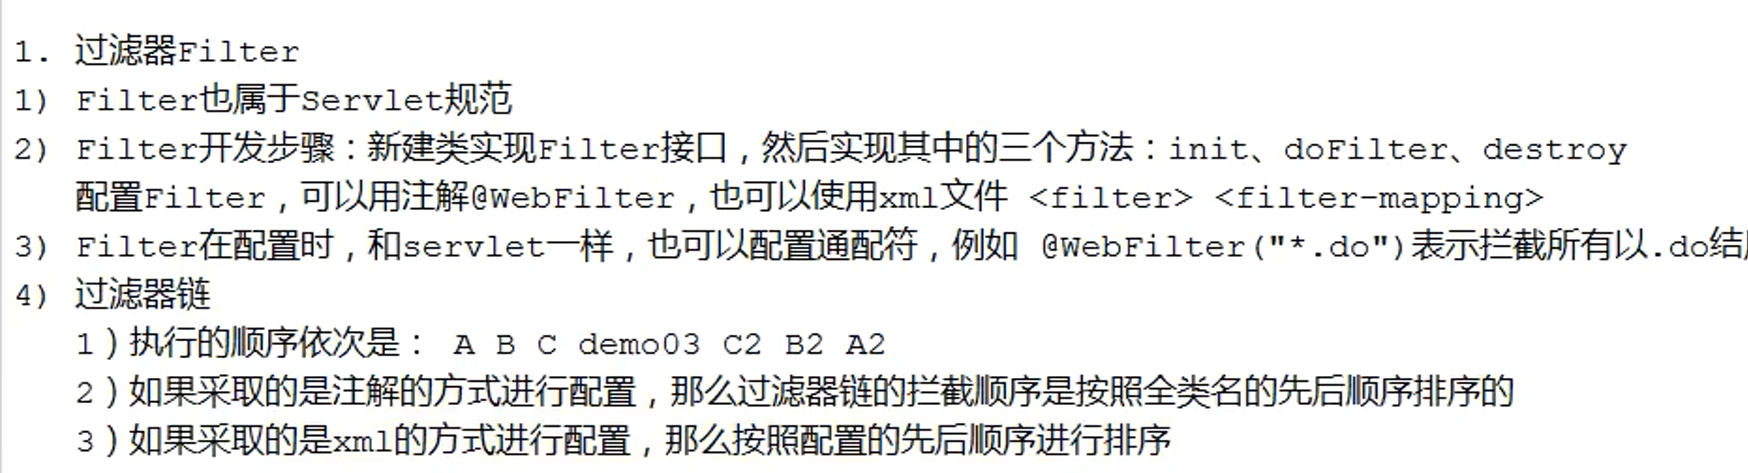 1. 过滤器Filter
1) Filter也属于Servlet规范
2) Filter开发步骤：新建类实现Filter接口，然后实现其中的三个方法：init、doFilter、destroy
配置Filter，可以用注解@WebFilter，也可以使用xml文件 <filter> <filter-mapping>
3) Filter在配置时，和servlet一样，也可以配置通配符，例如 @WebFilter("*.do")表示拦截所有以.do结
4) 过滤器链
1）执行的顺序依次是： A B C demo03 C2 B2 A2
2）如果采取的是注解的方式进行配置，那么过滤器链的拦截顺序是按照全类名的先后顺序排序的
3）如果采取的是xml的方式进行配置，那么按照配置的先后顺序进行排序